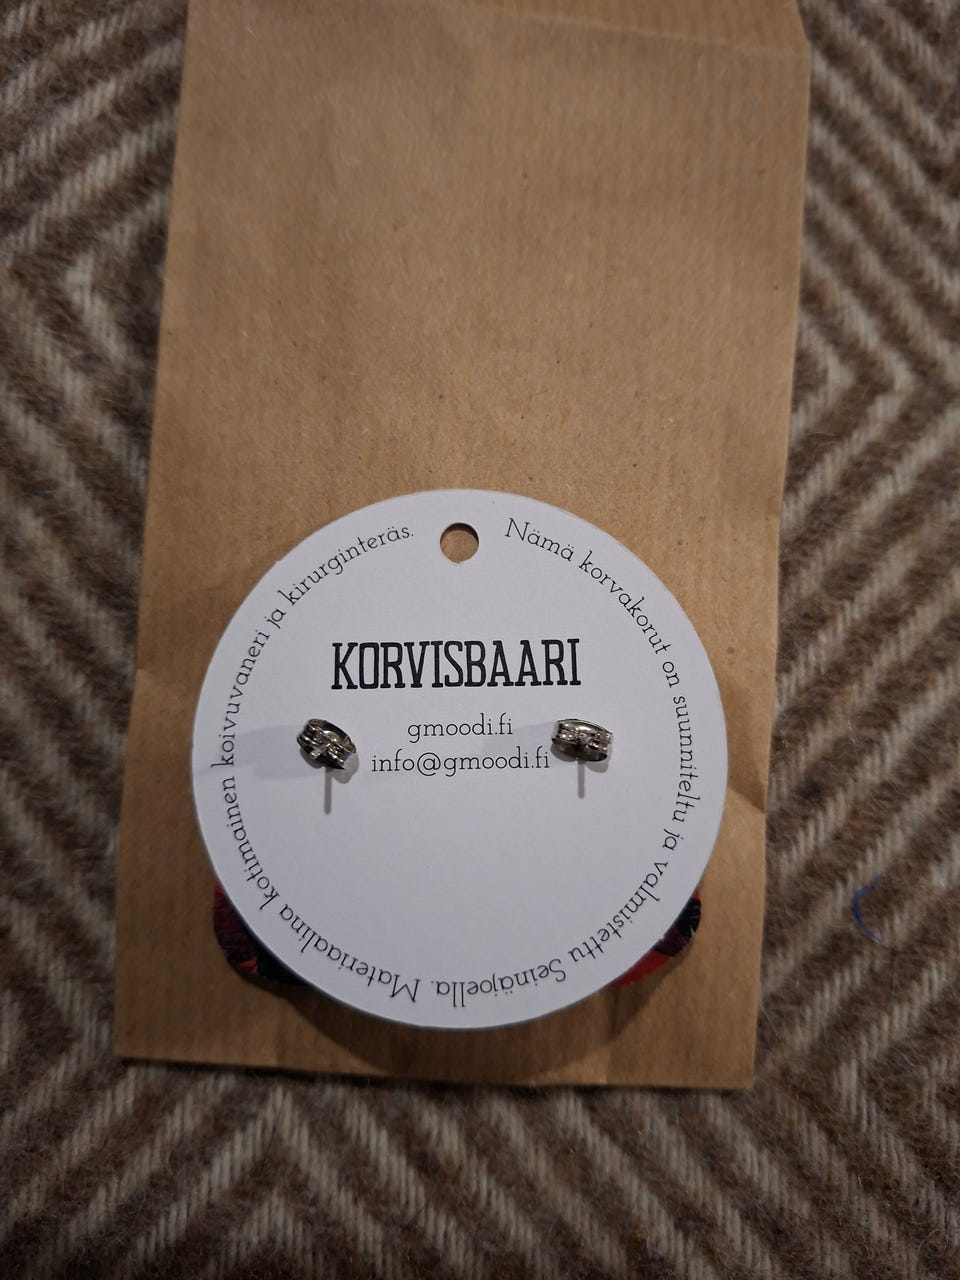 Nämä korvakorut on suunniteltu ja valmistettu Seinäjoella. Materiaalina kotimainen koivuvaneri ja kirurginteräs.
KORVISBAARI
gmoodi.fi
info@gmoodi.fi